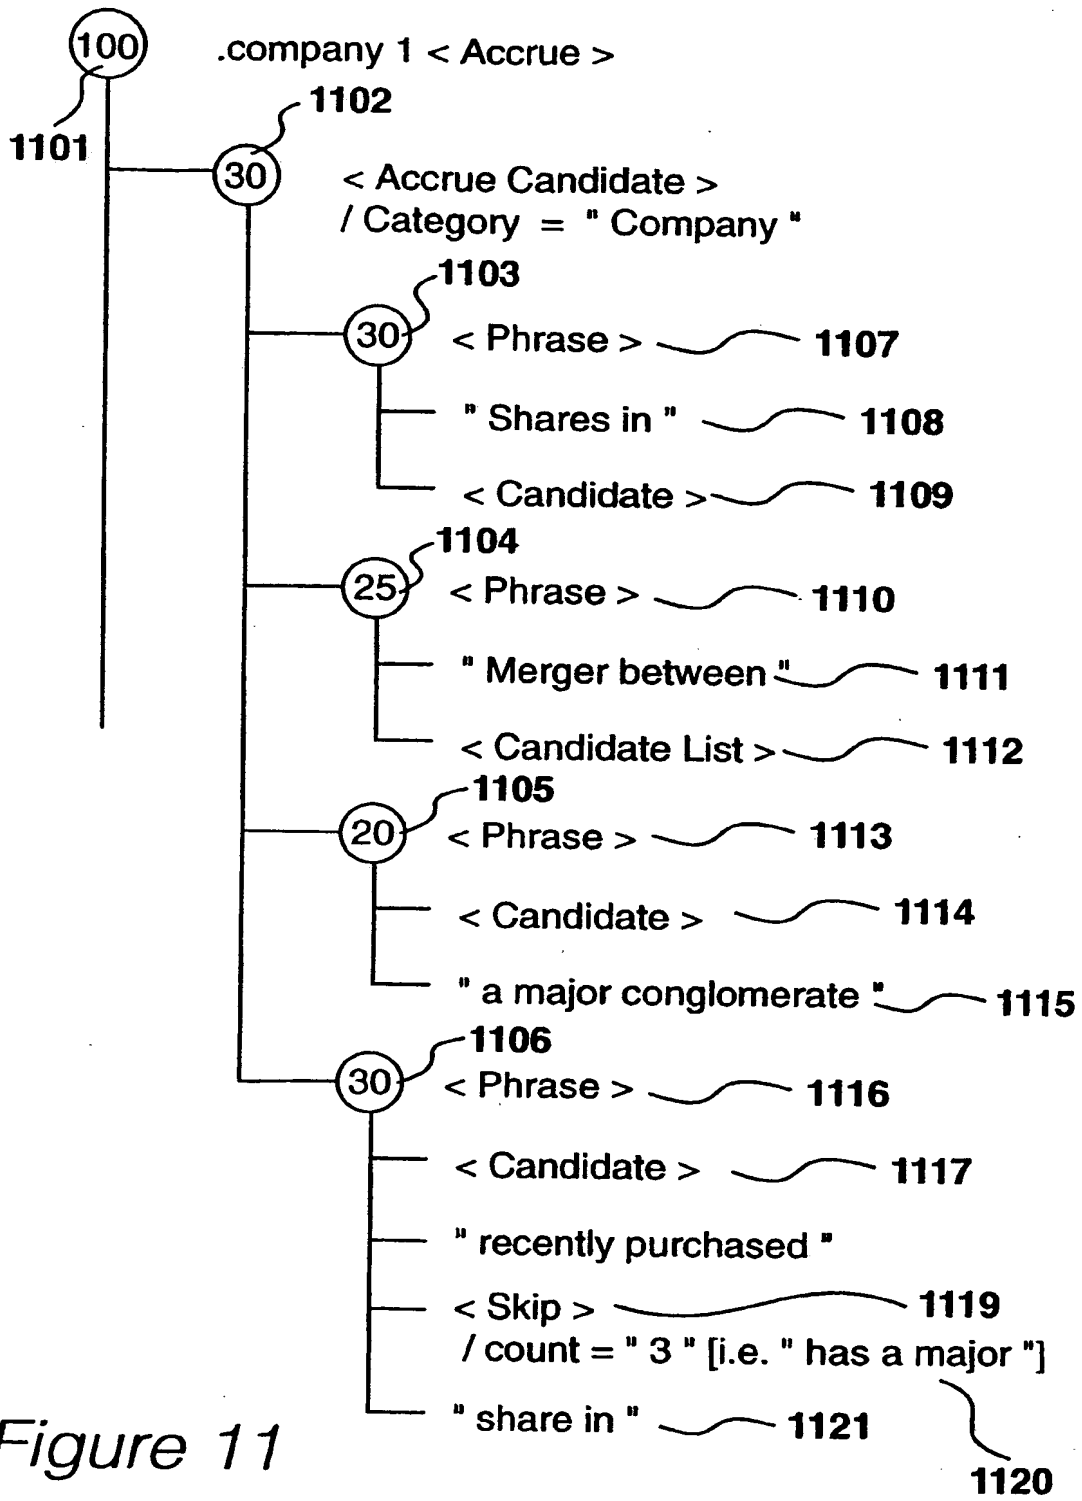 100 .company 1 < Accrue >
1102
1101
30 < Accrue Candidate >
/ Category = " Company "
1103
30 < Phrase > 1107
" Shares in " 1108
< Candidate > 1109
1104
25 < Phrase > 1110
" Merger between " 1111
< Candidate List > 1112
1105
20 < Phrase > 1113
< Candidate > 1114
" a major conglomerate " 1115
1106
30 < Phrase > 1116
< Candidate > 1117
" recently purchased "
< Skip > 1119
/ count = " 3 " [i.e. " has a major "]
" share in " 1121
Figure 11
1120